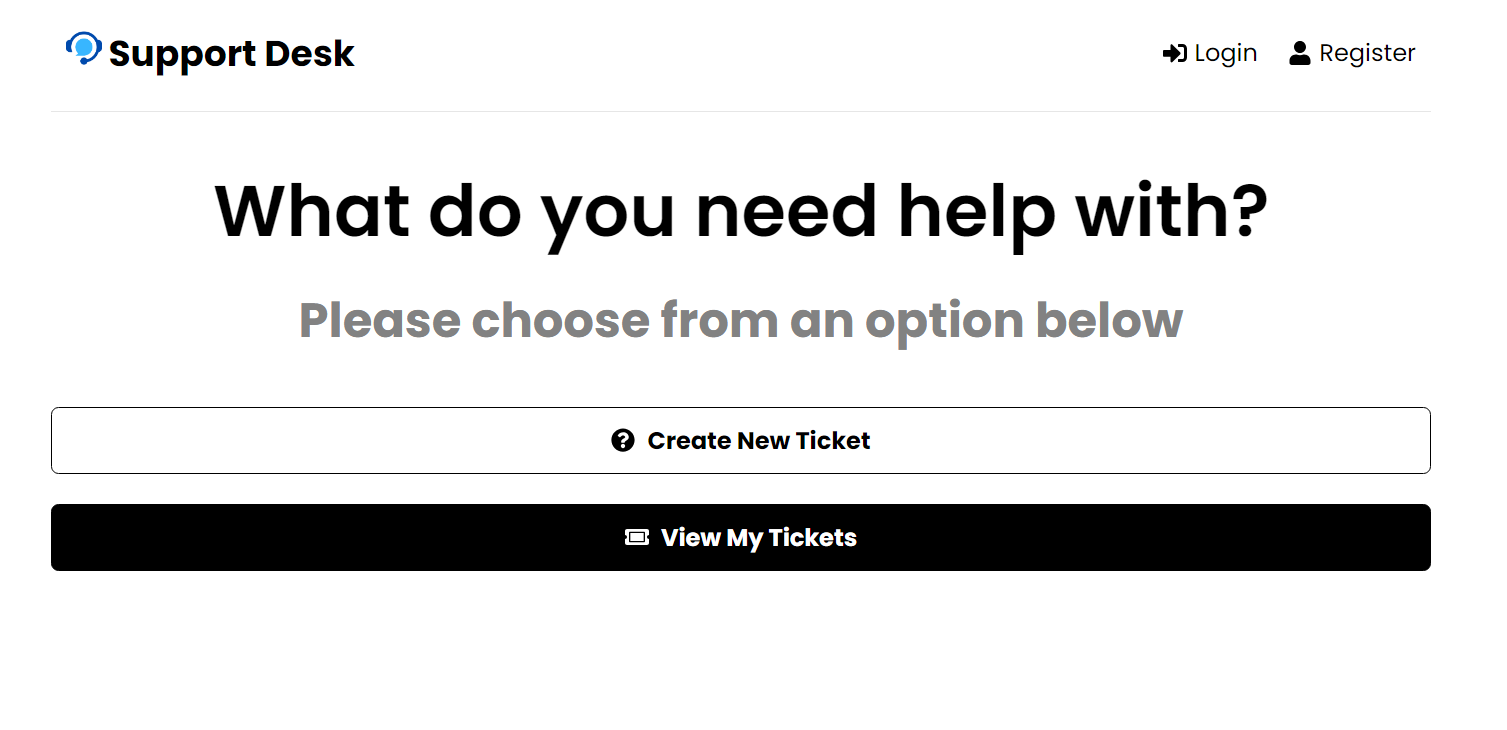 Support Desk
Login
Register
What do you need help with?
Please choose from an option below
Create New Ticket
View My Tickets